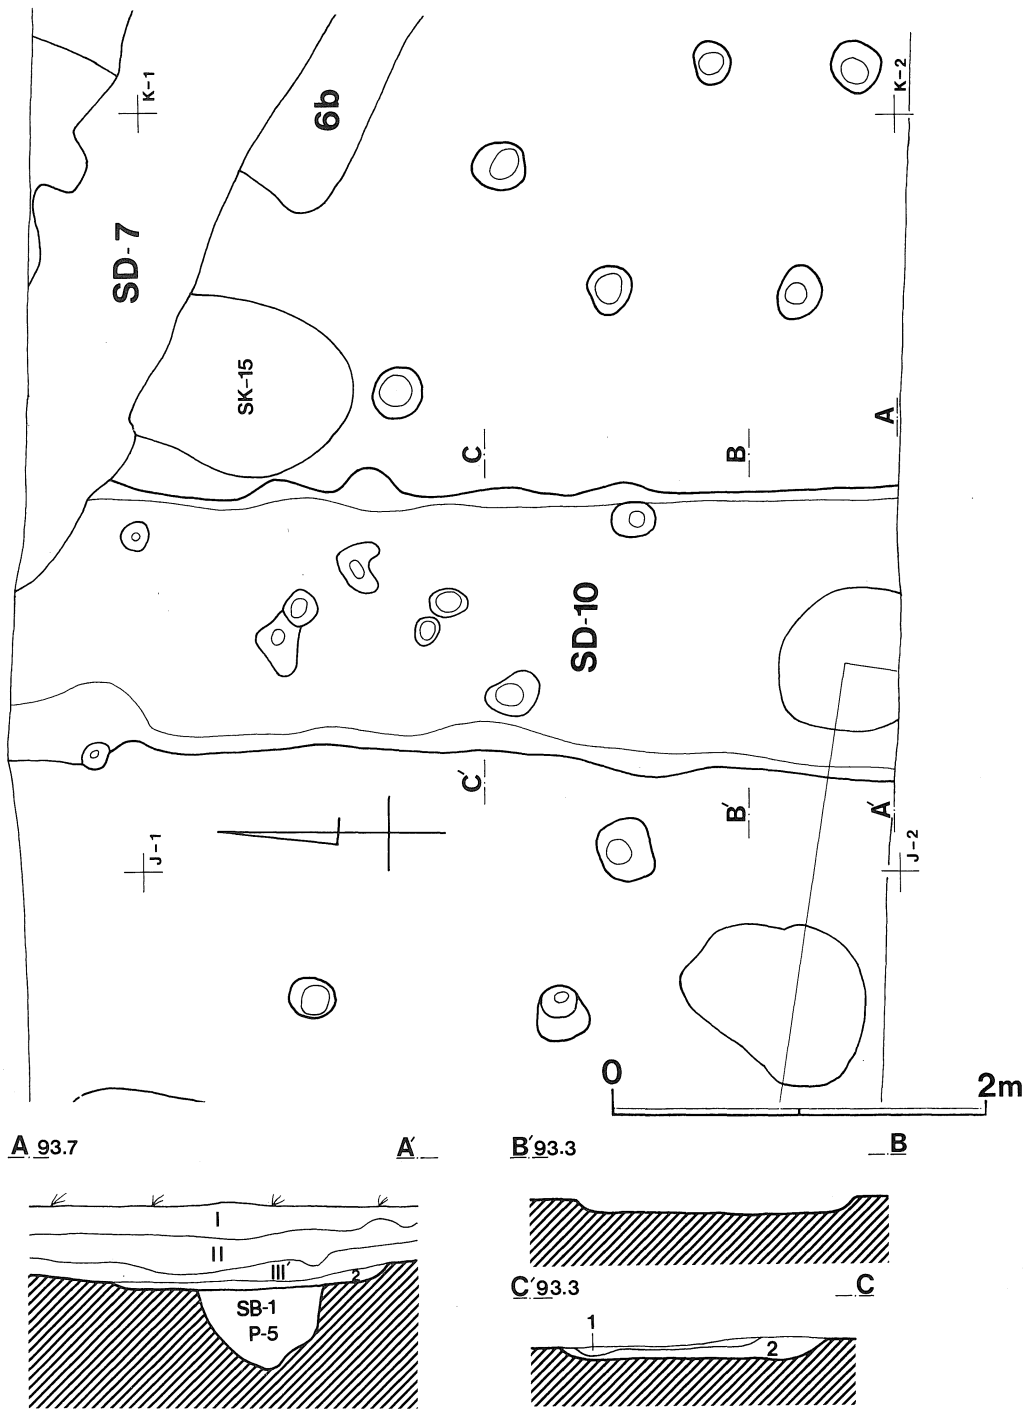 K-1
K-2
6b
SD-7
SK-15
A
C
B
SD-10
C′
B′
A′
J-1
J-2
0
2m
A 93.7
A′
B′ 93.3
B
I
II
III′
2
SB-1
P-5
C′ 93.3
C
1
2